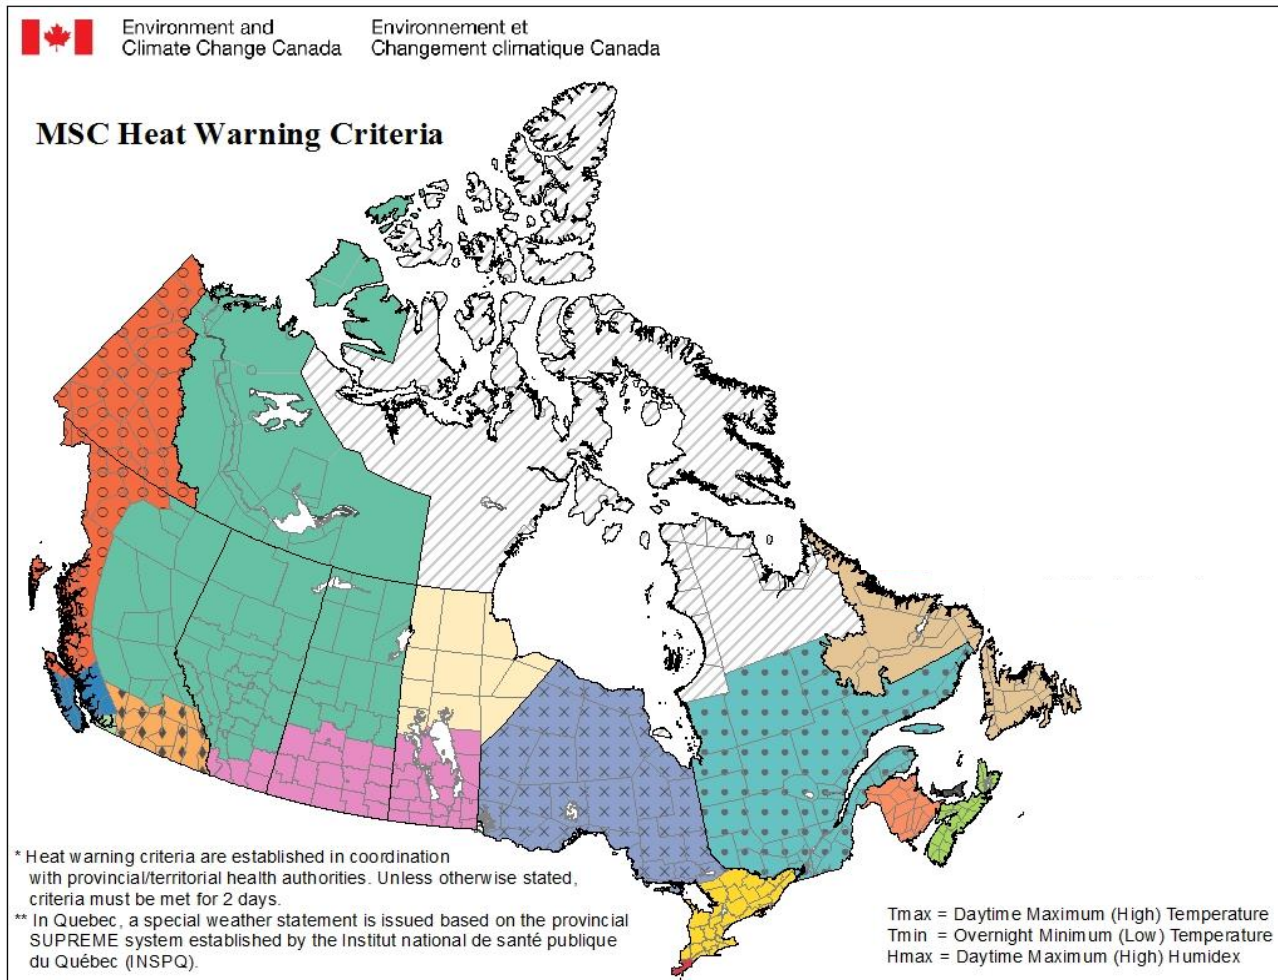 Environment and
Climate Change Canada
Environnement et
Changement climatique Canada
MSC Heat Warning Criteria
* Heat warning criteria are established in coordination
with provincial/territorial health authorities. Unless otherwise stated,
criteria must be met for 2 days.
** In Quebec, a special weather statement is issued based on the provincial
SUPREME system established by the Institut national de santé publique
du Québec (INSPQ).
Tmax = Daytime Maximum (High) Temperature
Tmin = Overnight Minimum (Low) Temperature
Hmax = Daytime Maximum (High) Humidex